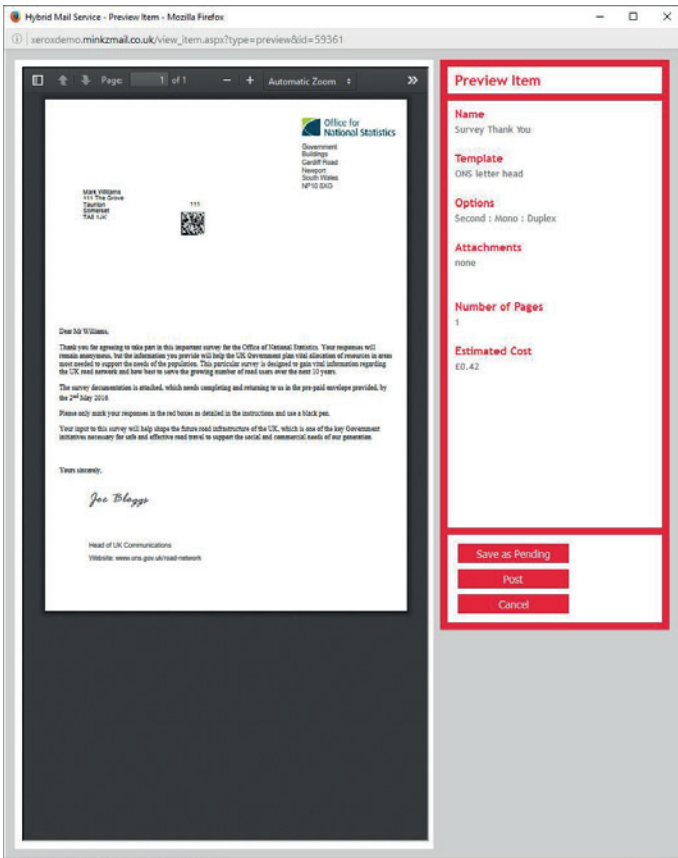 Hybrid Mail Service - Preview Item - Mozilla Firefox
xeroxdemo.minkzmail.co.uk/view_item.aspx?type=preview&id=59361
Page: 1 of 1 − + Automatic Zoom
Office for
National Statistics
Government
Buildings
Cardiff Road
Newport
South Wales
NP10 8XG
Mark Williams
111 The Grove
Taunton
Somerset
TA8 1JX
111
Dear Mr Williams,
Thank you for agreeing to take part in this important survey for the Office of National Statistics. Your responses will
remain anonymous, but the information you provide will help the UK Government plan vital allocation of resources in areas
most needed to support the needs of the population. This particular survey is designed to gain vital information regarding
the UK road network and how best to serve the growing number of road users over the next 10 years.
The survey documentation is attached, which needs completing and returning to us in the pre-paid envelope provided, by
the 2nd May 2016.
Please only mark your responses in the red boxes as detailed in the instructions and use a black pen.
Your input to this survey will help shape the future road infrastructure of the UK, which is one of the key Government
initiatives necessary for safe and effective road travel to support the social and commercial needs of our generation.
Yours sincerely,
Joe Bloggs
Head of UK Communications
Website: www.ons.gov.uk/road-network
Preview Item
Name
Survey Thank You
Template
ONS letter head
Options
Second : Mono : Duplex
Attachments
none
Number of Pages
1
Estimated Cost
£0.42
Save as Pending
Post
Cancel